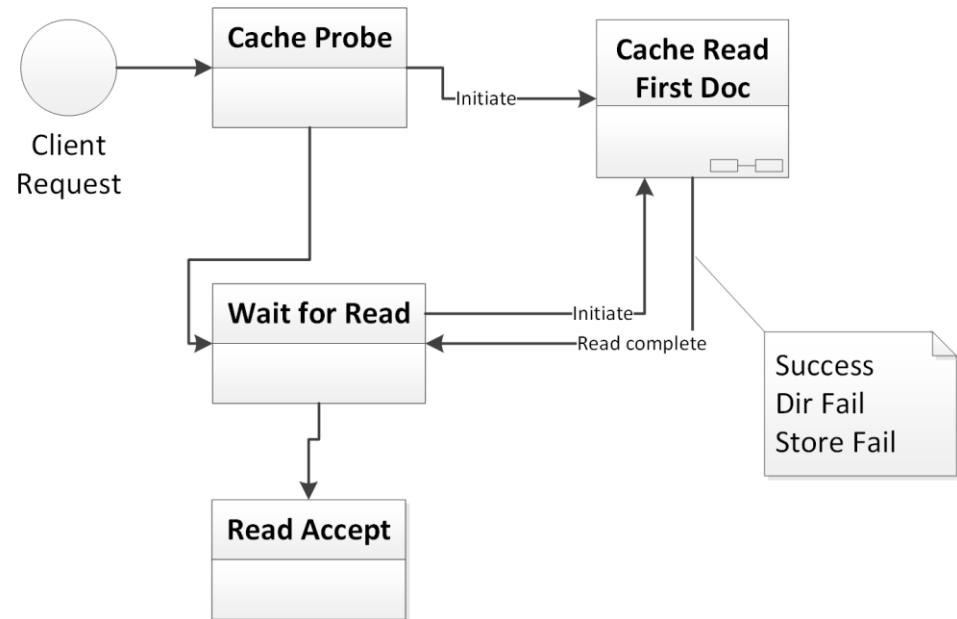 Cache Probe
Cache Read
First Doc
Initiate
Client
Request
Wait for Read
Initiate
Read complete
Success
Dir Fail
Store Fail
Read Accept